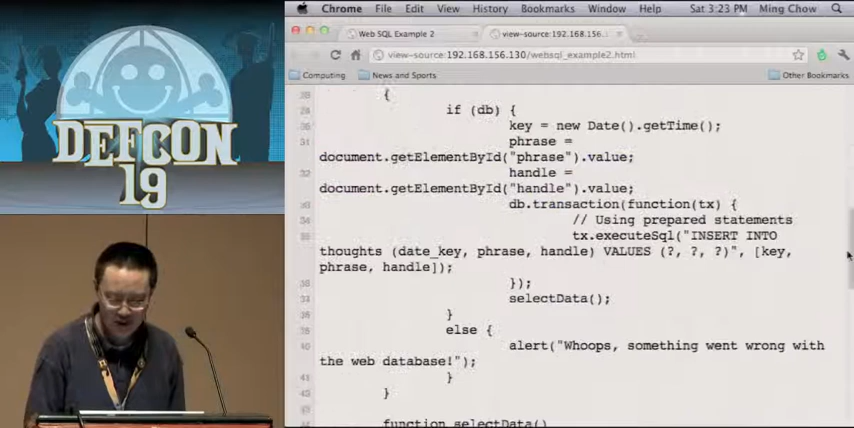 DEFCON
19
Chrome File Edit View History Bookmarks Window Help Sat 3:23 PM Ming Chow
Web SQL Example 2
view-source:192.168.156.1
view-source:192.168.156.130/websql_example2.html
Computing News and Sports Other Bookmarks
{
if (db) {
key = new Date().getTime();
31 phrase =
document.getElementById("phrase").value;
32 handle =
document.getElementById("handle").value;
db.transaction(function(tx) {
// Using prepared statements
tx.executeSql("INSERT INTO
thoughts (date_key, phrase, handle) VALUES (?, ?, ?)", [key,
phrase, handle]);
});
selectData();
}
else {
40 alert("Whoops, something went wrong with
the web database!");
}
}
function selectData()